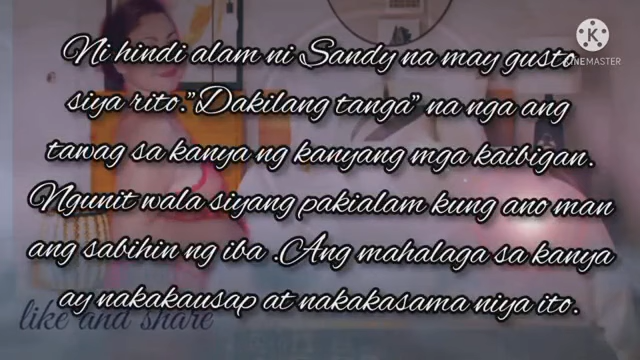 KINEMASTER
Ni hindi alam ni Sandy na may gusto
siya rito."Dakilang tanga" na nga ang
tawag sa kanya ng kanyang mga kaibigan.
Ngunit wala siyang pakialam kung ano man
ang sabihin ng iba .Ang mahalaga sa kanya
ay nakakausap at nakakasama niya ito.
like and share